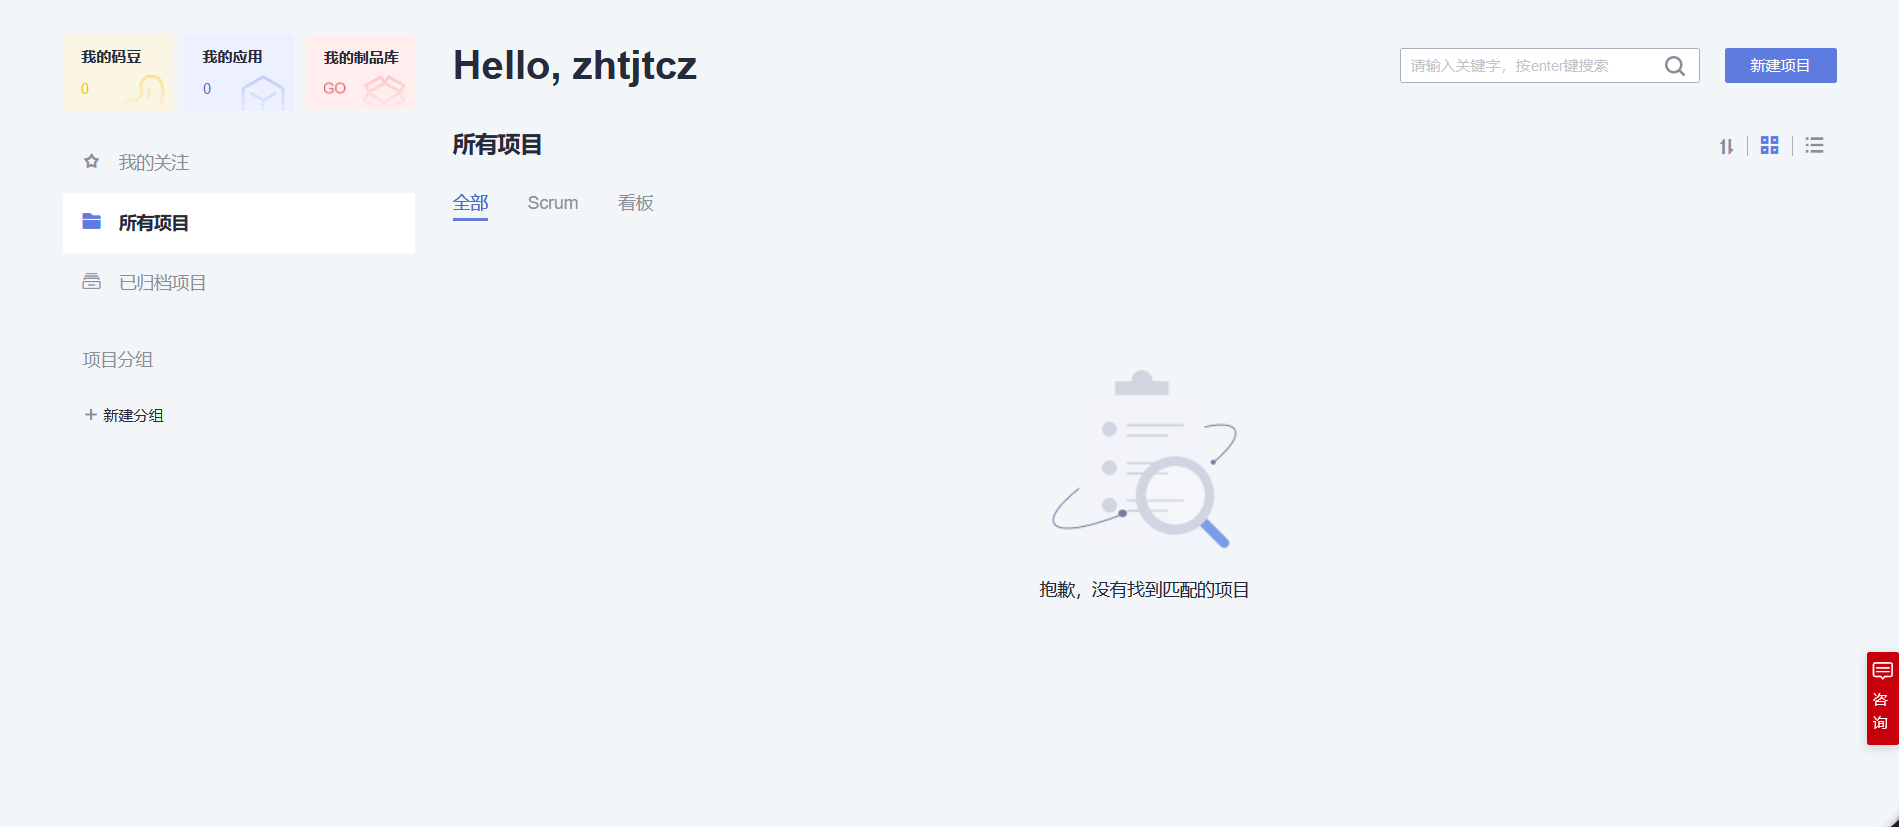 我的码豆
0
我的应用
0
我的制品库
GO
我的关注
所有项目
已归档项目
项目分组
新建分组
Hello, zhtjtcz
请输入关键字，按enter键搜索
新建项目
所有项目
全部
Scrum
看板
抱歉，没有找到匹配的项目
咨
询